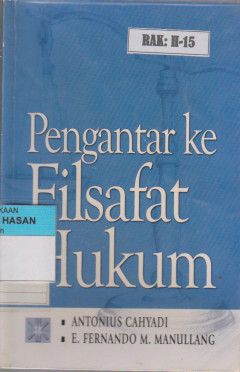 RAK: H-15
Pengantar ke
Filsafat
KAAN
HASAN
Hukum
ANTONIUS CAHYADI
E. FERNANDO M. MANULLANG